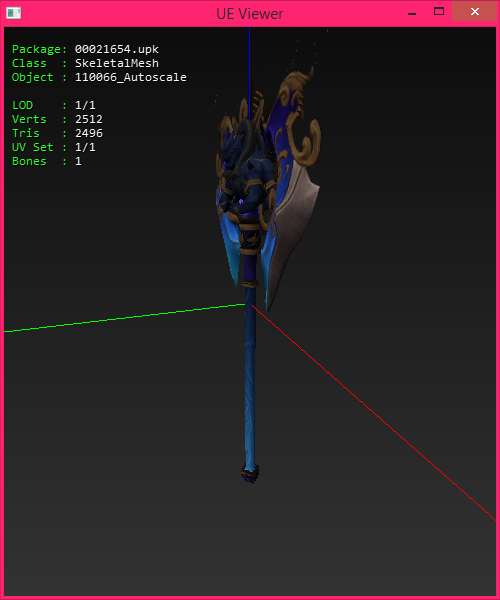 UE Viewer
Package: 00021654.upk
Class  : SkeletalMesh
Object : 110066_Autoscale
LOD    : 1/1
Verts  : 2512
Tris   : 2496
UV Set : 1/1
Bones  : 1